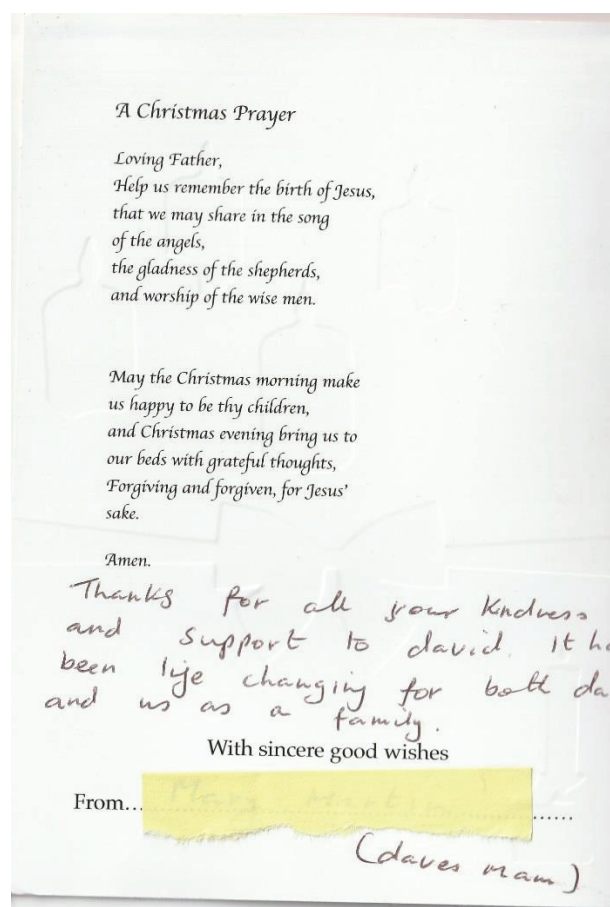 A Christmas Prayer
Loving Father,
Help us remember the birth of Jesus,
that we may share in the song
of the angels,
the gladness of the shepherds,
and worship of the wise men.
May the Christmas morning make
us happy to be thy children,
and Christmas evening bring us to
our beds with grateful thoughts,
Forgiving and forgiven, for Jesus'
sake.
Amen.
Thanks for all your Kndness
and support to david. It ha
been life changing for both da
and us as a family.
With sincere good wishes
From...
(daves mam)